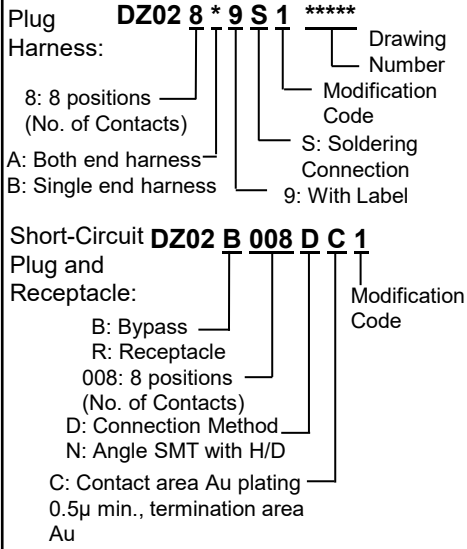 Plug
Harness:
DZ02 8 * 9 S 1 *****
Drawing
Number
Modification
Code
8: 8 positions
(No. of Contacts)
S: Soldering
Connection
A: Both end harness
B: Single end harness
9: With Label
Short-Circuit
Plug and
Receptacle:
DZ02 B 008 D C 1
Modification
Code
B: Bypass
R: Receptacle
008: 8 positions
(No. of Contacts)
D: Connection Method
N: Angle SMT with H/D
C: Contact area Au plating
0.5μ min., termination area
Au